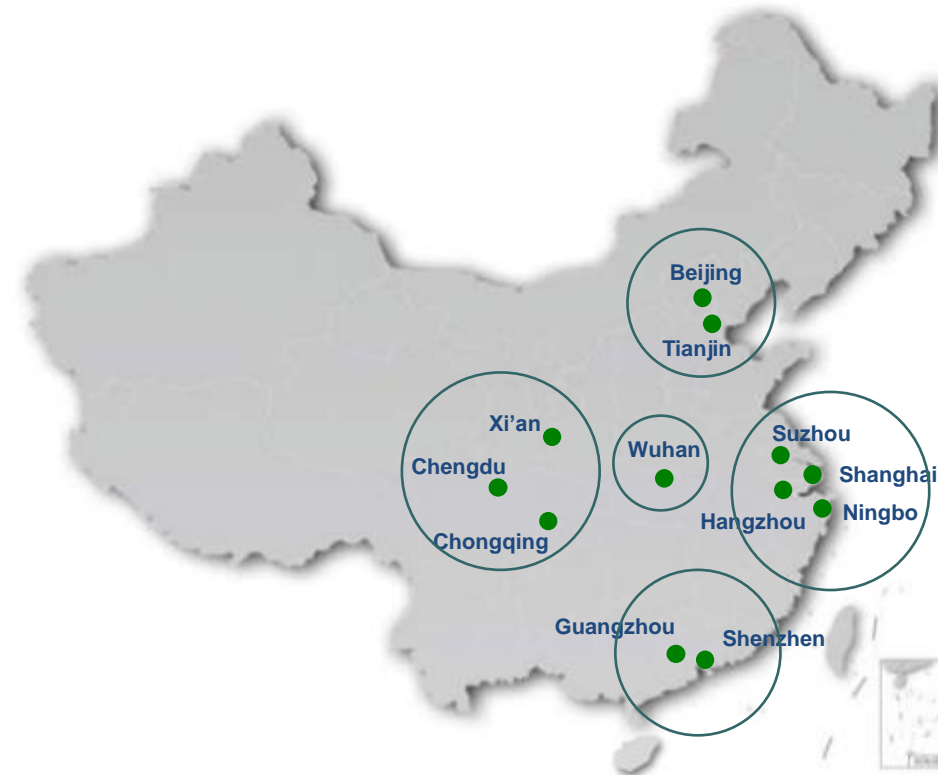 Beijing
Tianjin
Xi’an
Suzhou
Wuhan
Chengdu
Shanghai
Hangzhou
Ningbo
Chongqing
Guangzhou
Shenzhen